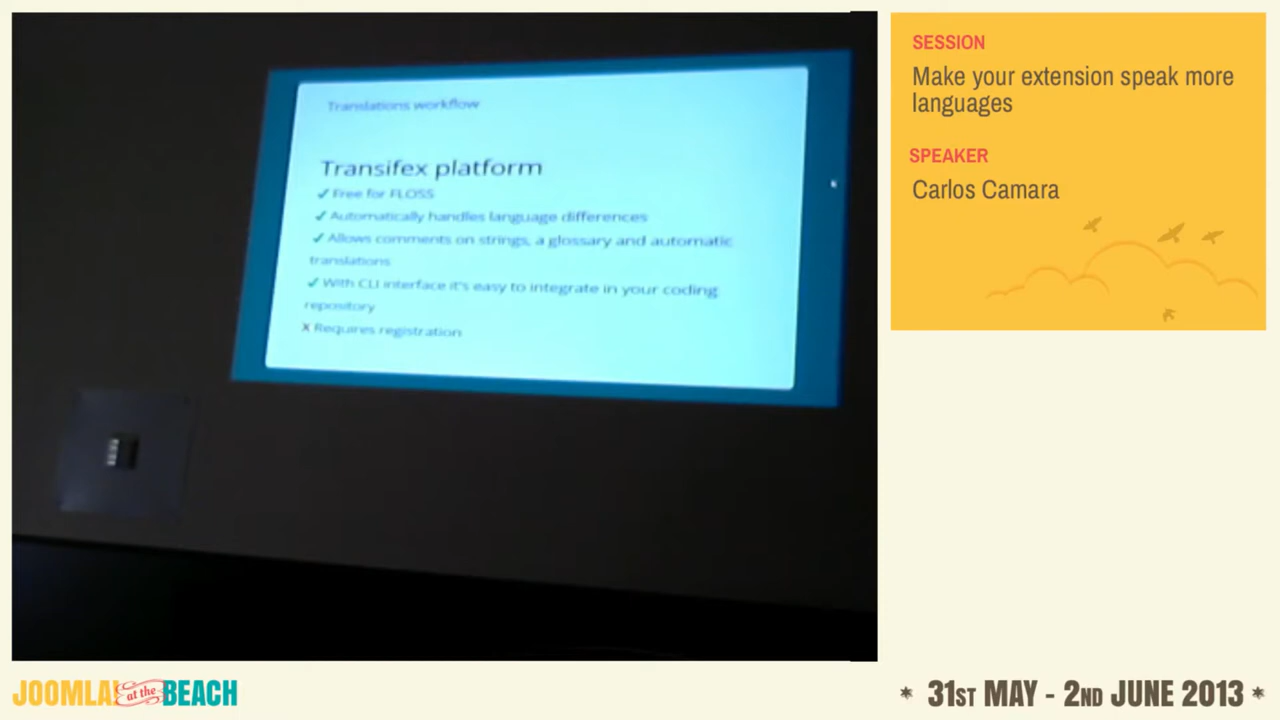 Translations workflow
Transifex platform
✓ Free for FLOSS
✓ Automatically handles language differences
✓ Allows comments on strings, a glossary and automatic
translations
✓ With CLI interface it's easy to integrate in your coding
repository
X Requires registration
SESSION
Make your extension speak more
languages
SPEAKER
Carlos Camara
JOOMLA! at the BEACH
* 31ST MAY - 2ND JUNE 2013 *